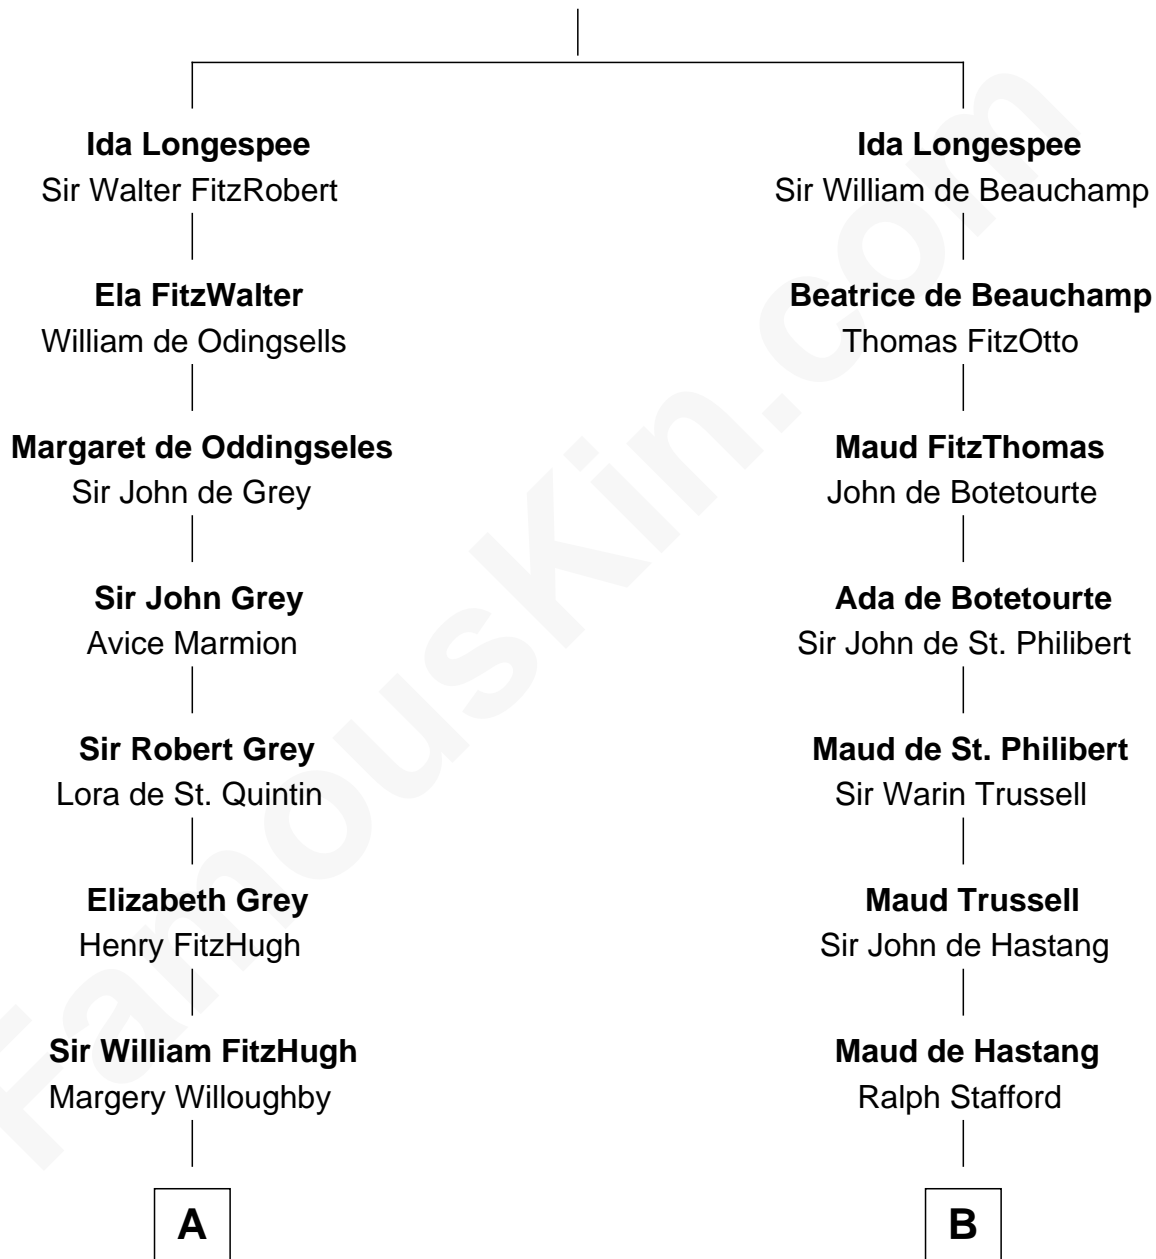 Ida Longespee
Sir Walter FitzRobert
Ela FitzWalter
William de Odingsells
Margaret de Oddingseles
Sir John de Grey
Sir John Grey
Avice Marmion
Sir Robert Grey
Lora de St. Quintin
Elizabeth Grey
Henry FitzHugh
Sir William FitzHugh
Margery Willoughby
A
Ida Longespee
Sir William de Beauchamp
Beatrice de Beauchamp
Thomas FitzOtto
Maud FitzThomas
John de Botetourte
Ada de Botetourte
Sir John de St. Philibert
Maud de St. Philibert
Sir Warin Trussell
Maud Trussell
Sir John de Hastang
Maud de Hastang
Ralph Stafford
B
FamousKin.com